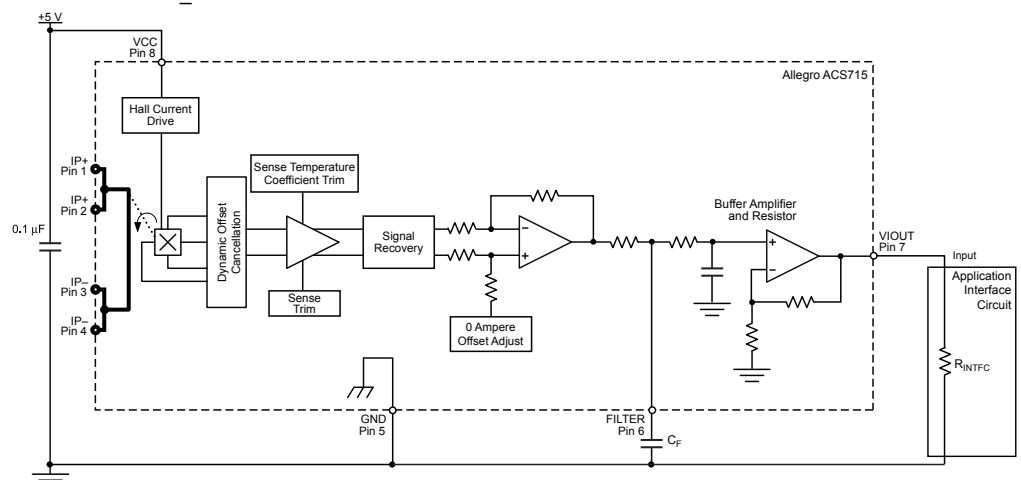 +5 V
VCC
Pin 8
Allegro ACS715
Hall Current
Drive
IP+
Pin 1
IP+
Pin 2
0.1 µF
IP–
Pin 3
IP–
Pin 4
Dynamic Offset
Cancellation
Sense Temperature
Coefficient Trim
Sense
Trim
Signal
Recovery
0 Ampere
Offset Adjust
Buffer Amplifier
and Resistor
VIOUT
Pin 7
Input
Application
Interface
Circuit
RINTFC
GND
Pin 5
FILTER
Pin 6
CF